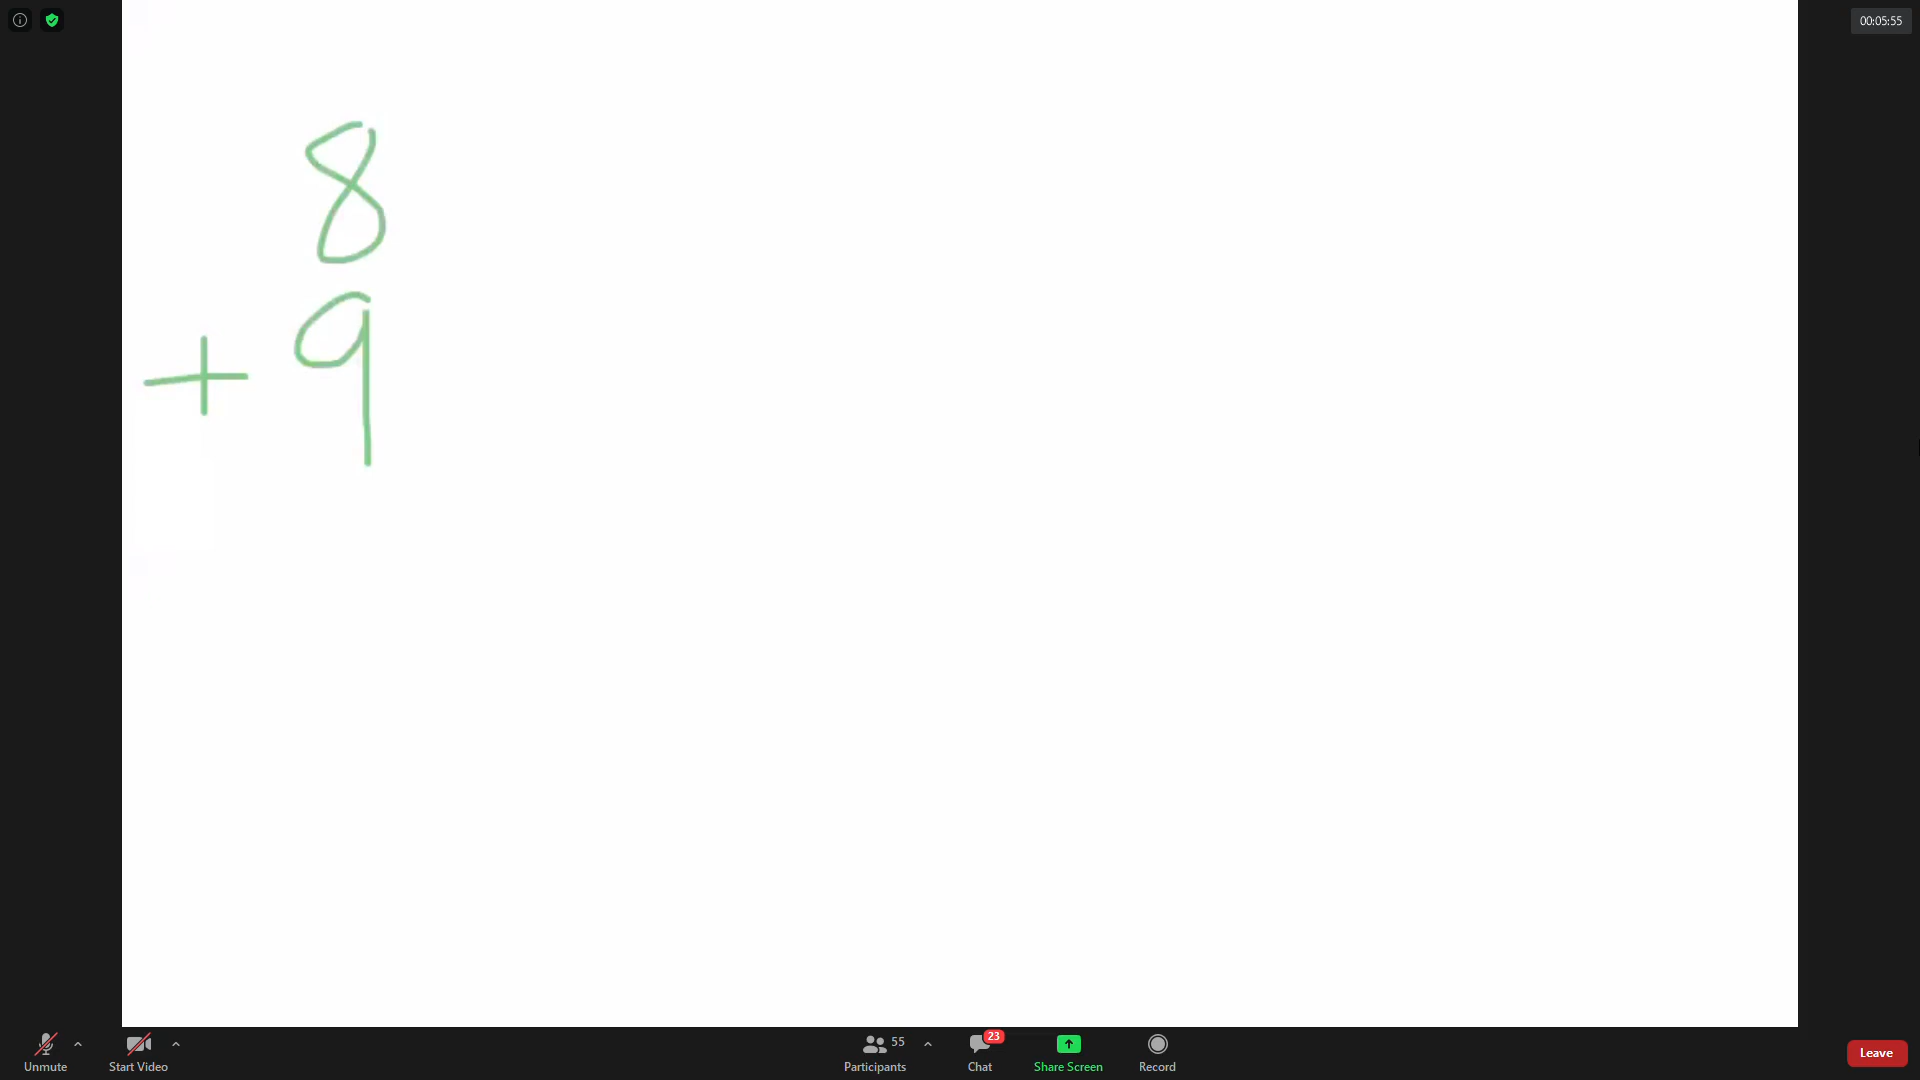 00:05:55
8
+ 9
Unmute
Start Video
55
Participants
23
Chat
Share Screen
Record
Leave